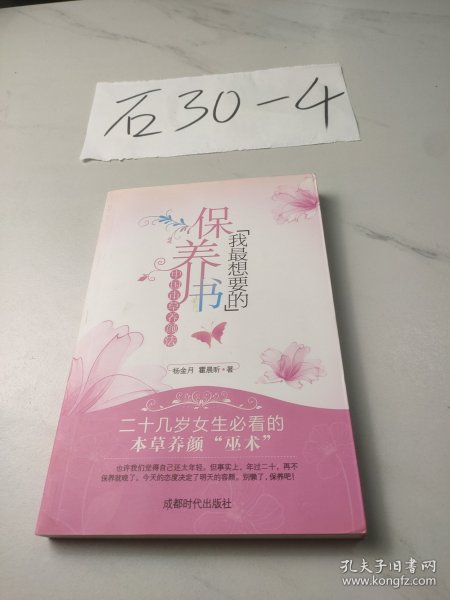 石30-4
「我最想要的」
保养书
中国本草养颜法
杨金月 霍晨昕·著
二十几岁女生必看的
本草养颜“巫术”
也许我们觉得自己还太年轻，但事实上，年过二十，再不
保养就晚了。今天的态度决定了明天的容颜。别懒了，保养吧！
成都时代出版社
孔夫子旧书网
www.kongfz.com